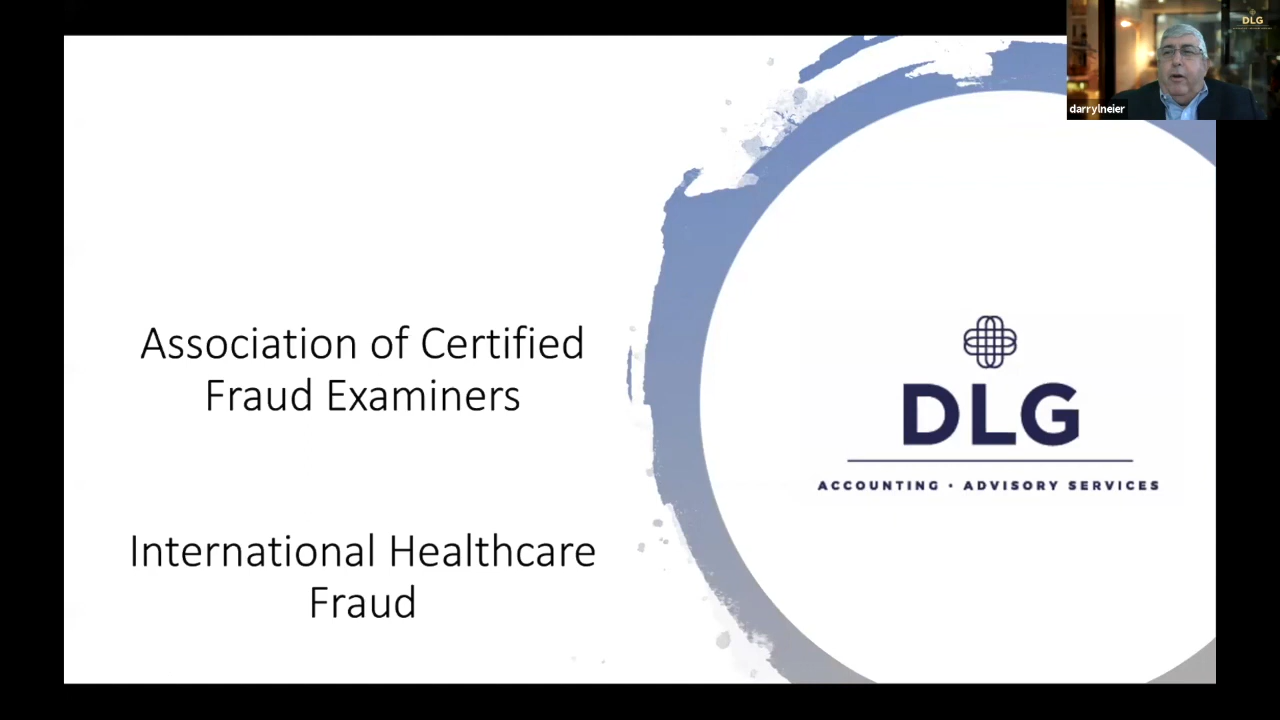 DLG
darrylneier
Association of Certified
Fraud Examiners
International Healthcare
Fraud
DLG
ACCOUNTING • ADVISORY SERVICES